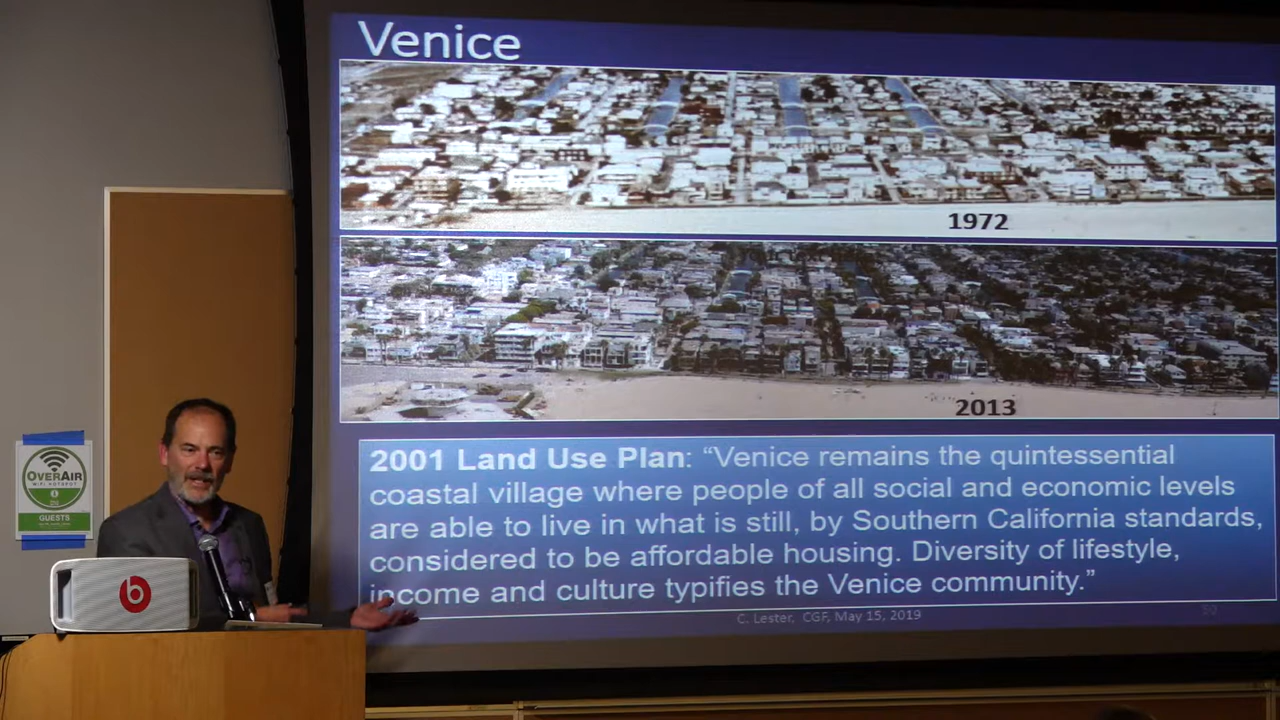 Venice
1972
2013
2001 Land Use Plan: “Venice remains the quintessential
coastal village where people of all social and economic levels
are able to live in what is still, by Southern California standards,
considered to be affordable housing. Diversity of lifestyle,
income and culture typifies the Venice community.”
C. Lester, CGF, May 15, 2019
50
OVERAIR
WIFI HOTSPOT
GUESTS
b